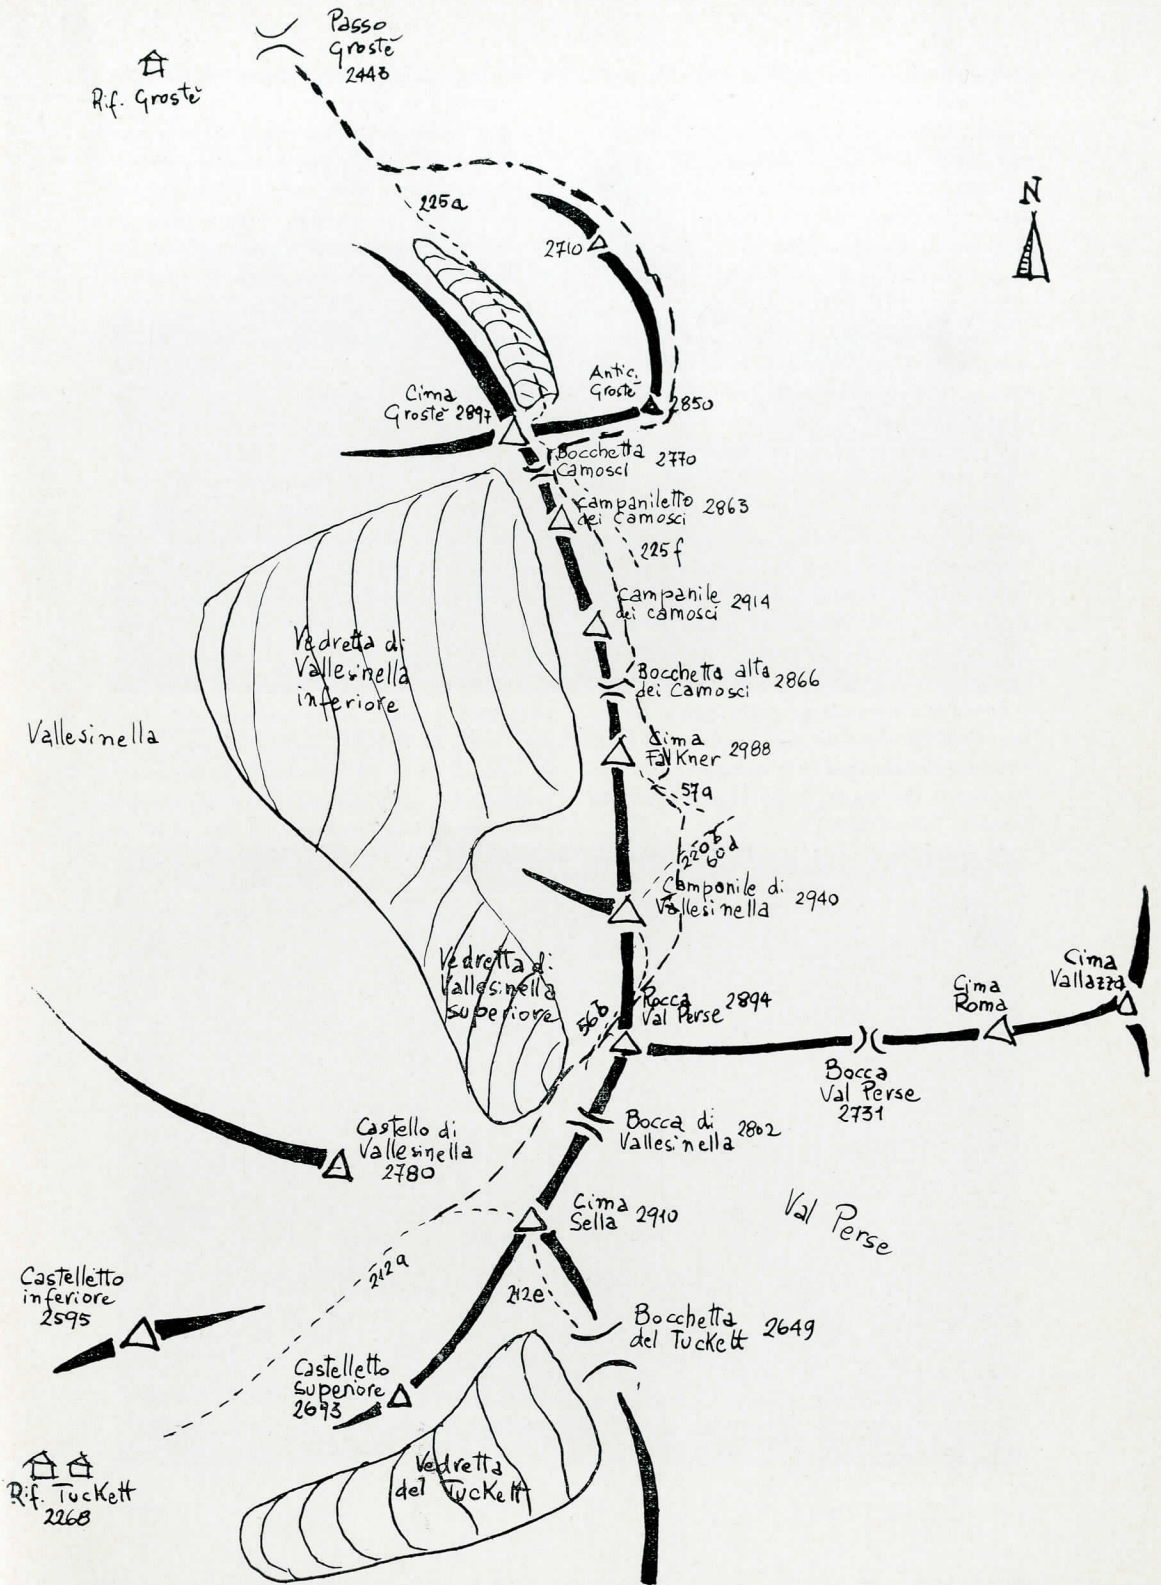 Passo
Grostè
2443
Rif. Grostè
225a
N
2710
Antic.
Grostè
2850
Cima
Grostè 2897
Bocchetta
Camosci 2770
Campaniletto
dei Camosci 2863
225f
Campanile
dei camosci 2914
Bocchetta alta
dei Camosci 2866
Vedretta di
Vallesinella
inferiore
Vallesinella
Cima
Falkner 2988
57a
220b
60d
Campanile di
Vallesinella 2940
Vedretta di
Vallesinella
superiore
56b
Rocca
Val Perse 2894
Cima
Roma
Cima
Vallazza
Bocca
Val Perse
2731
Bocca di
Vallesinella 2802
Castello di
Vallesinella
2780
Cima
Sella 2910
Val Perse
212a
212e
Castelletto
inferiore
2595
Bocchetta
del Tuckett 2649
Castelletto
superiore
2693
Vedretta
del Tuckett
Rif. Tuckett
2268